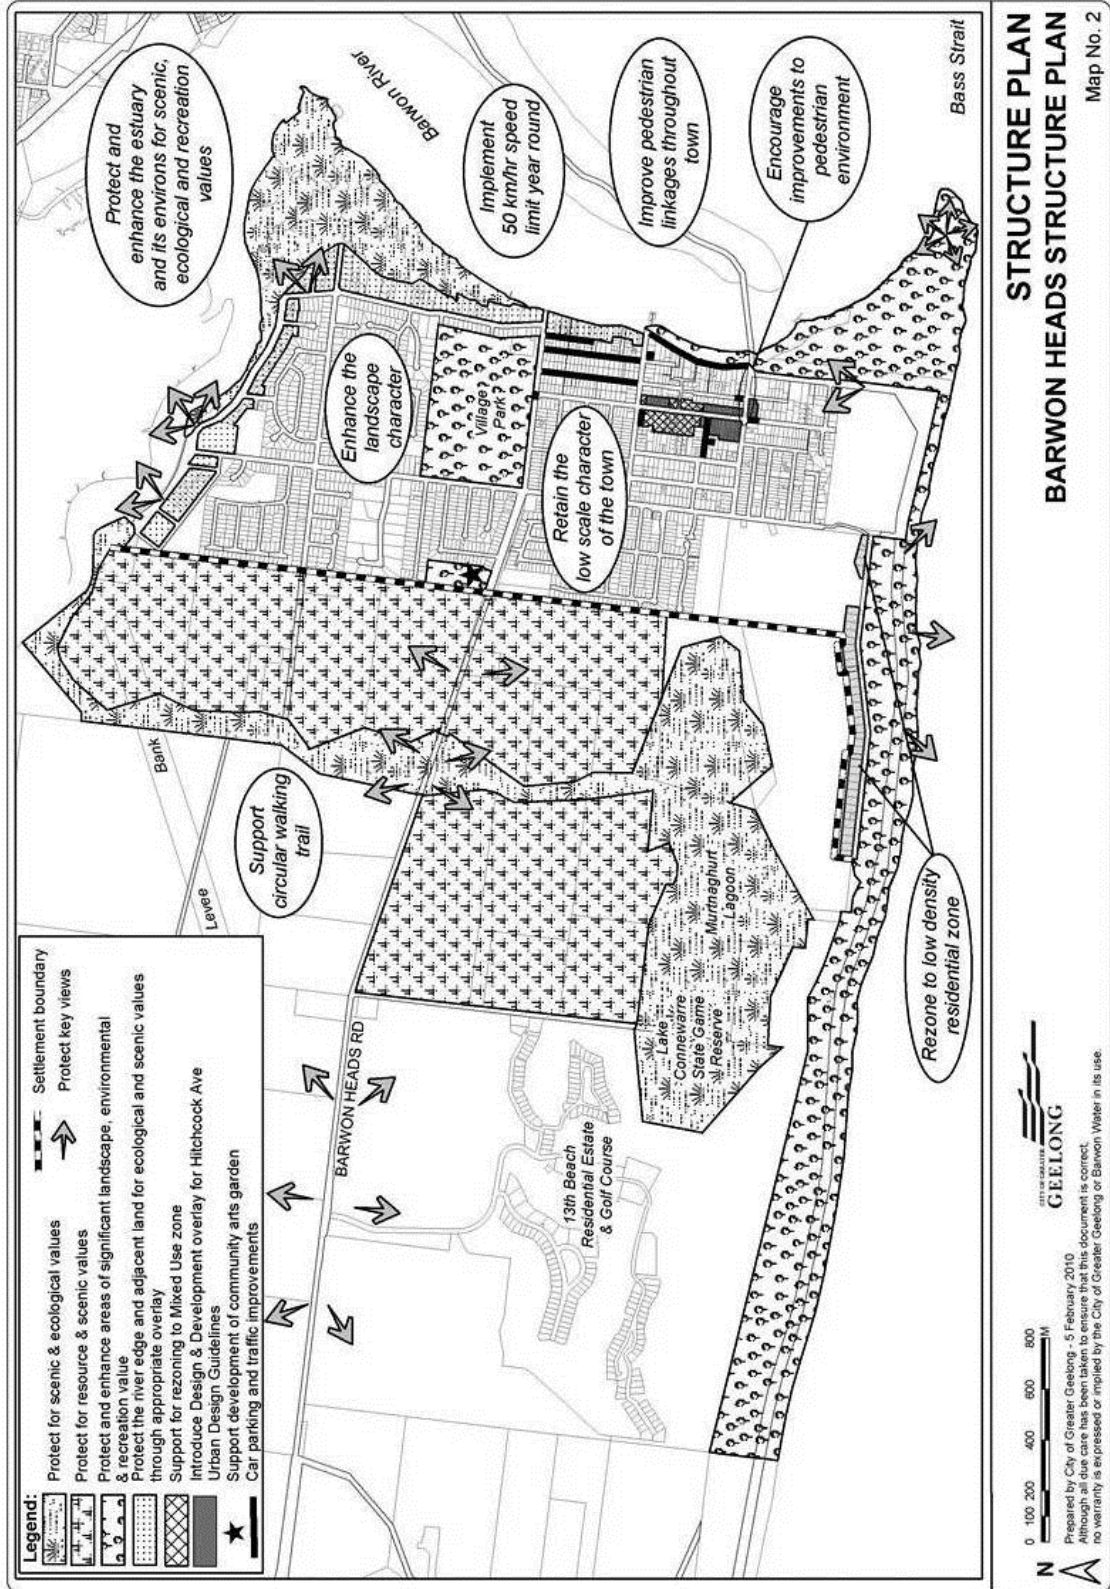 Legend:
Protect for scenic & ecological values
Protect for resource & scenic values
Protect and enhance areas of significant landscape, environmental
& recreation value
Protect the river edge and adjacent land for ecological and scenic values
through appropriate overlay
Support for rezoning to Mixed Use zone
Introduce Design & Development overlay for Hitchcock Ave
Urban Design Guidelines
Support development of community arts garden
Car parking and traffic improvements
Settlement boundary
Protect key views
Levee
Bank
Support
circular walking
trail
Protect and
enhance the estuary
and its environs for scenic,
ecological and recreation
values
Barwon River
Enhance the
landscape
character
Implement
50 km/hr speed
limit year round
Village
Park
Improve pedestrian
linkages throughout
town
Retain the
low scale character
of the town
Encourage
improvements to
pedestrian
environment
BARWON HEADS RD
13th Beach
Residential Estate
& Golf Course
Lake
Connewarre
State Game
Reserve
Murtnaghurt
Lagoon
Rezone to low density
residential zone
Bass Strait
STRUCTURE PLAN
BARWON HEADS STRUCTURE PLAN
Map No. 2
N
0 100 200 400 600 800
M
CITY OF GREATER
GEELONG
Prepared by City of Greater Geelong - 5 February 2010
Although all due care has been taken to ensure that this document is correct,
no warranty is expressed or implied by the City of Greater Geelong or Barwon Water in its use.